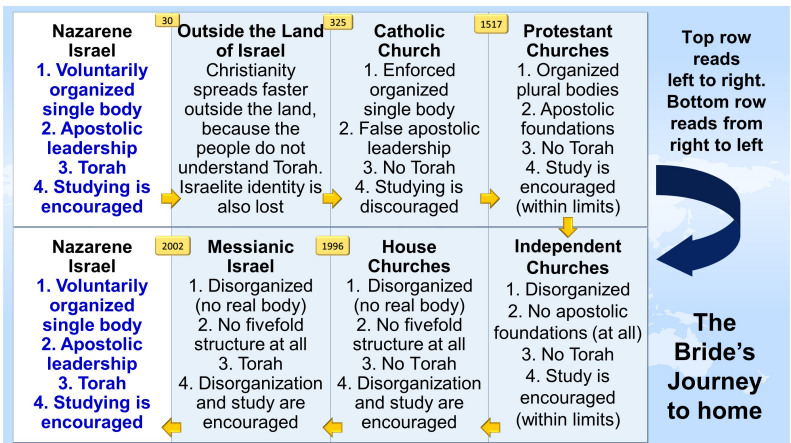 Nazarene
Israel
1. Voluntarily
organized
single body
2. Apostolic
leadership
3. Torah
4. Studying is
encouraged
30
Outside the Land
of Israel
Christianity
spreads faster
outside the land,
because the
people do not
understand Torah.
Israelite identity is
also lost
325
Catholic
Church
1. Enforced
organized
single body
2. False apostolic
leadership
3. No Torah
4. Studying is
discouraged
1517
Protestant
Churches
1. Organized
plural bodies
2. Apostolic
foundations
3. No Torah
4. Study is
encouraged
(within limits)
Top row
reads
left to right.
Bottom row
reads from
right to left
Independent
Churches
1. Disorganized
2. No apostolic
foundations (at all)
3. No Torah
4. Study is
encouraged
(within limits)
House
Churches
1. Disorganized
(no real body)
2. No fivefold
structure at all
3. No Torah
4. Disorganization
and study are
encouraged
1996
Messianic
Israel
1. Disorganized
(no real body)
2. No fivefold
structure at all
3. Torah
4. Disorganization
and study are
encouraged
2002
Nazarene
Israel
1. Voluntarily
organized
single body
2. Apostolic
leadership
3. Torah
4. Studying is
encouraged
The
Bride's
Journey
to home